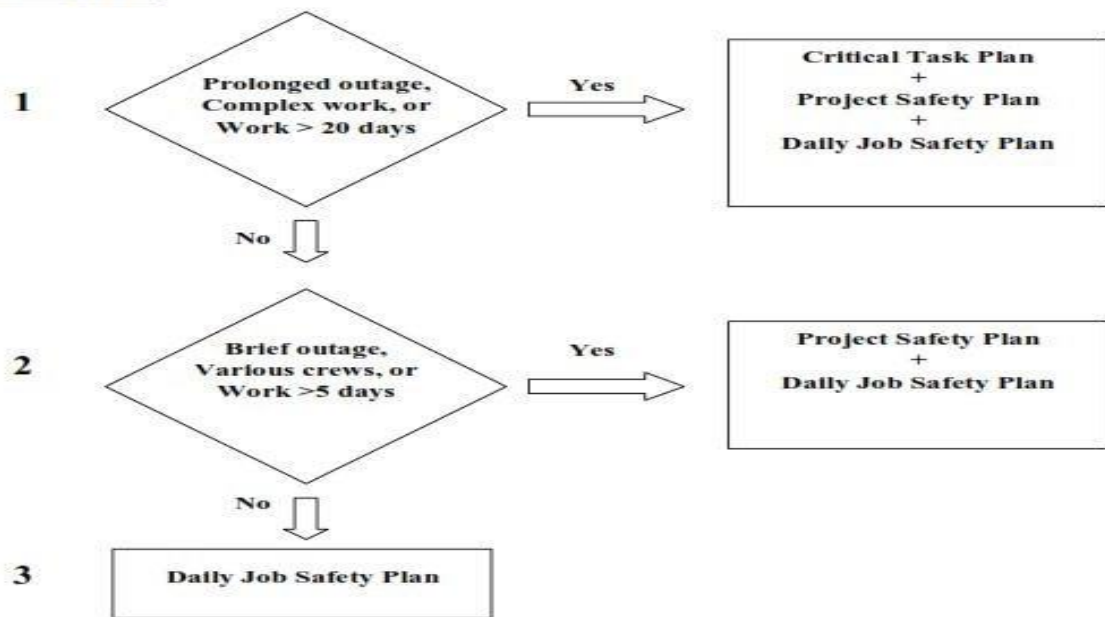 1
Prolonged outage,
Complex work, or
Work > 20 days
Yes
Critical Task Plan
+
Project Safety Plan
+
Daily Job Safety Plan
No
2
Brief outage,
Various crews, or
Work >5 days
Yes
Project Safety Plan
+
Daily Job Safety Plan
No
3
Daily Job Safety Plan